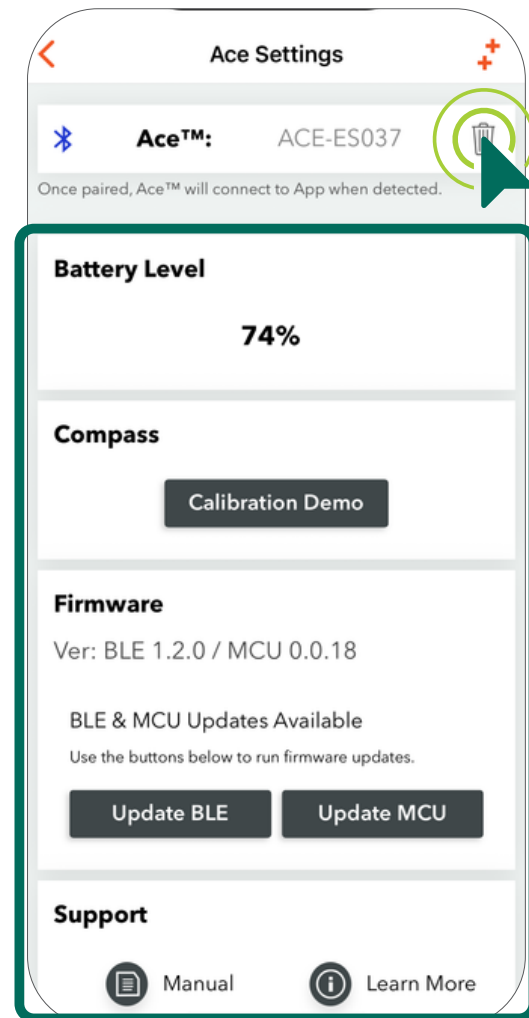 Ace Settings
Ace™: ACE-ES037
Once paired, Ace™ will connect to App when detected.
Battery Level
74%
Compass
Calibration Demo
Firmware
Ver: BLE 1.2.0 / MCU 0.0.18
BLE & MCU Updates Available
Use the buttons below to run firmware updates.
Update BLE Update MCU
Support
Manual Learn More